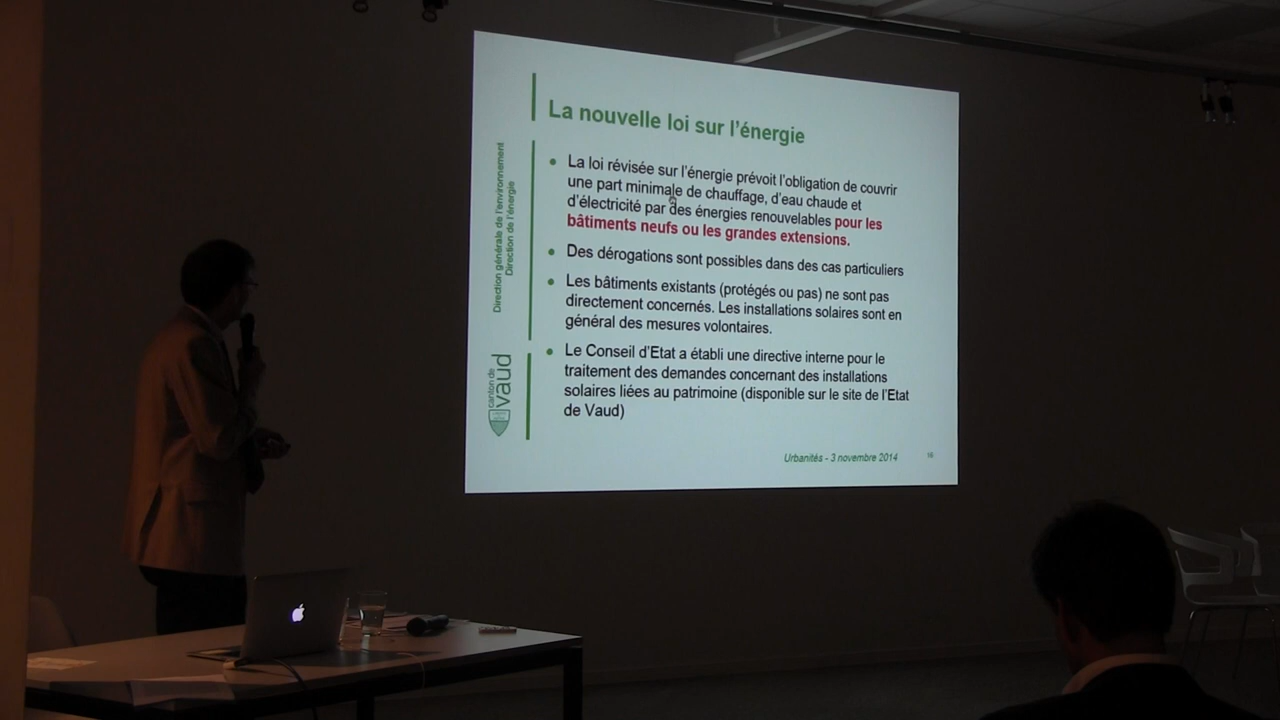 La nouvelle loi sur l'énergie
La loi révisée sur l'énergie prévoit l'obligation de couvrir
une part minimale de chauffage, d'eau chaude et
d'électricité par des énergies renouvelables pour les
bâtiments neufs ou les grandes extensions.
Des dérogations sont possibles dans des cas particuliers
Les bâtiments existants (protégés ou pas) ne sont pas
directement concernés. Les installations solaires sont en
général des mesures volontaires.
Le Conseil d'Etat a établi une directive interne pour le
traitement des demandes concernant des installations
solaires liées au patrimoine (disponible sur le site de l'Etat
de Vaud)
Direction générale de l'environnement
Direction de l'énergie
canton de
vaud
Urbanités - 3 novembre 2014
16